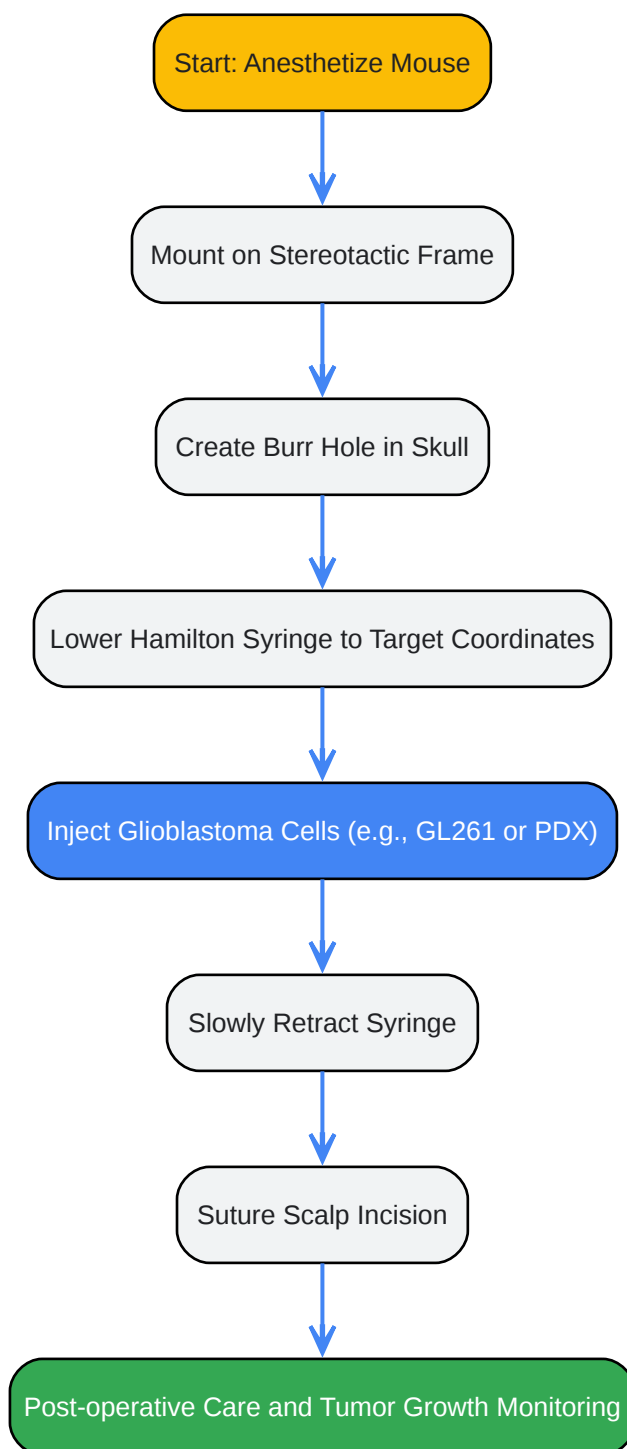 Start: Anesthetize Mouse
Mount on Stereotactic Frame
Create Burr Hole in Skull
Lower Hamilton Syringe to Target Coordinates
Inject Glioblastoma Cells (e.g., GL261 or PDX)
Slowly Retract Syringe
Suture Scalp Incision
Post-operative Care and Tumor Growth Monitoring